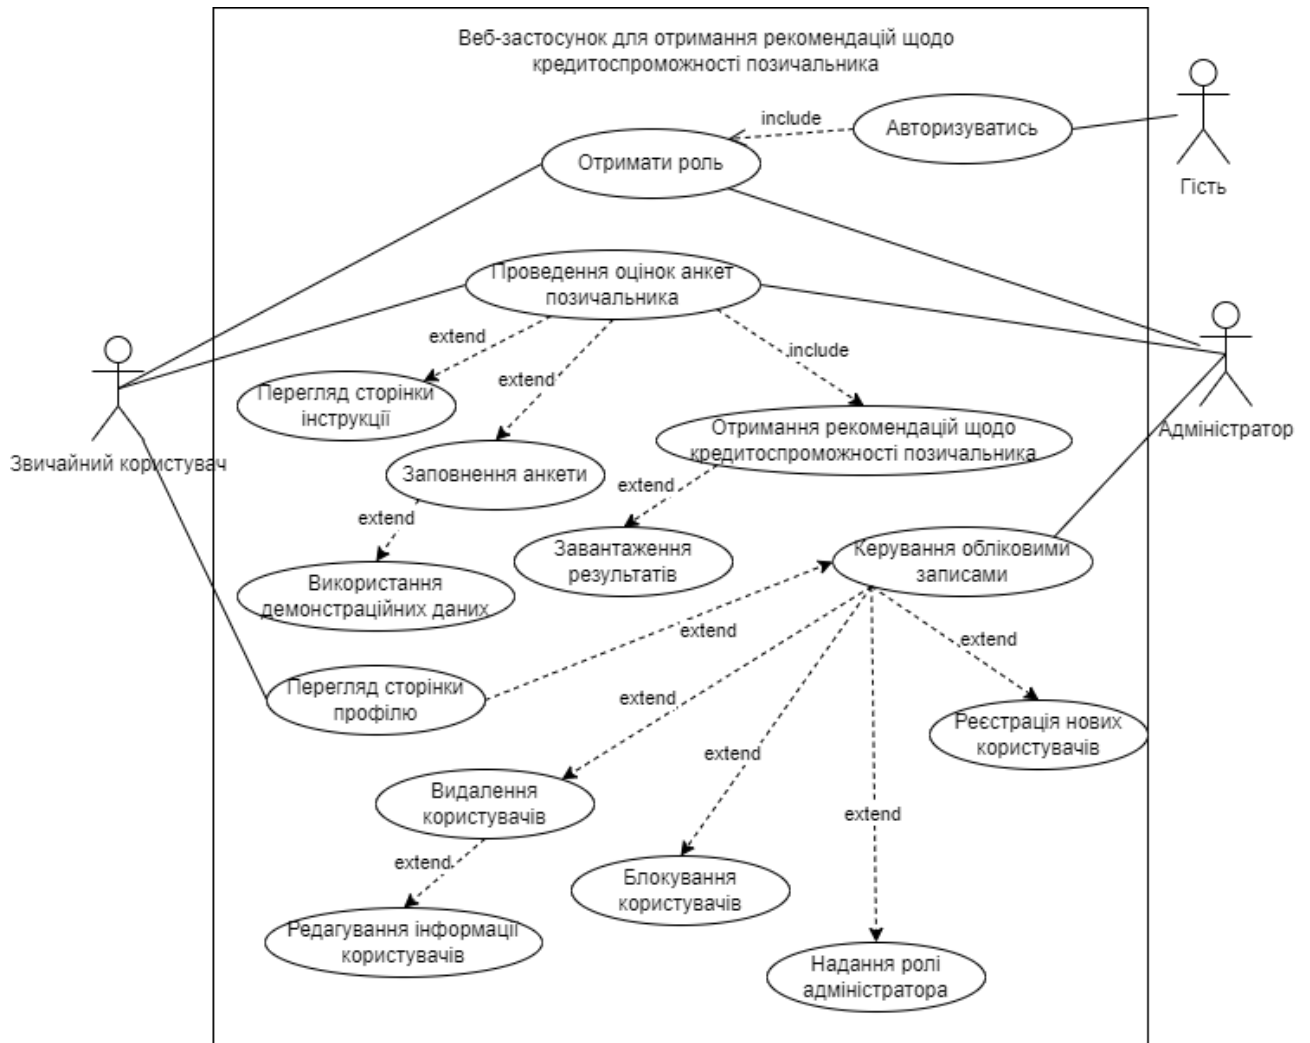 Веб-застосунок для отримання рекомендацій щодо
кредитоспроможності позичальника
include
Авторизуватись
Отримати роль
Гість
Проведення оцінок анкет
позичальника
extend
include
extend
Перегляд сторінки
інструкції
Отримання рекомендацій щодо
кредитоспроможності позичальника
Адміністратор
Звичайний користувач
Заповнення анкети
extend
extend
Завантаження
результатів
Керування обліковими
записами
Використання
демонстраційних даних
extend
extend
Перегляд сторінки
профілю
extend
Реєстрація нових
користувачів
extend
Видалення
користувачів
extend
extend
Блокування
користувачів
Редагування інформації
користувачів
Надання ролі
адміністратора